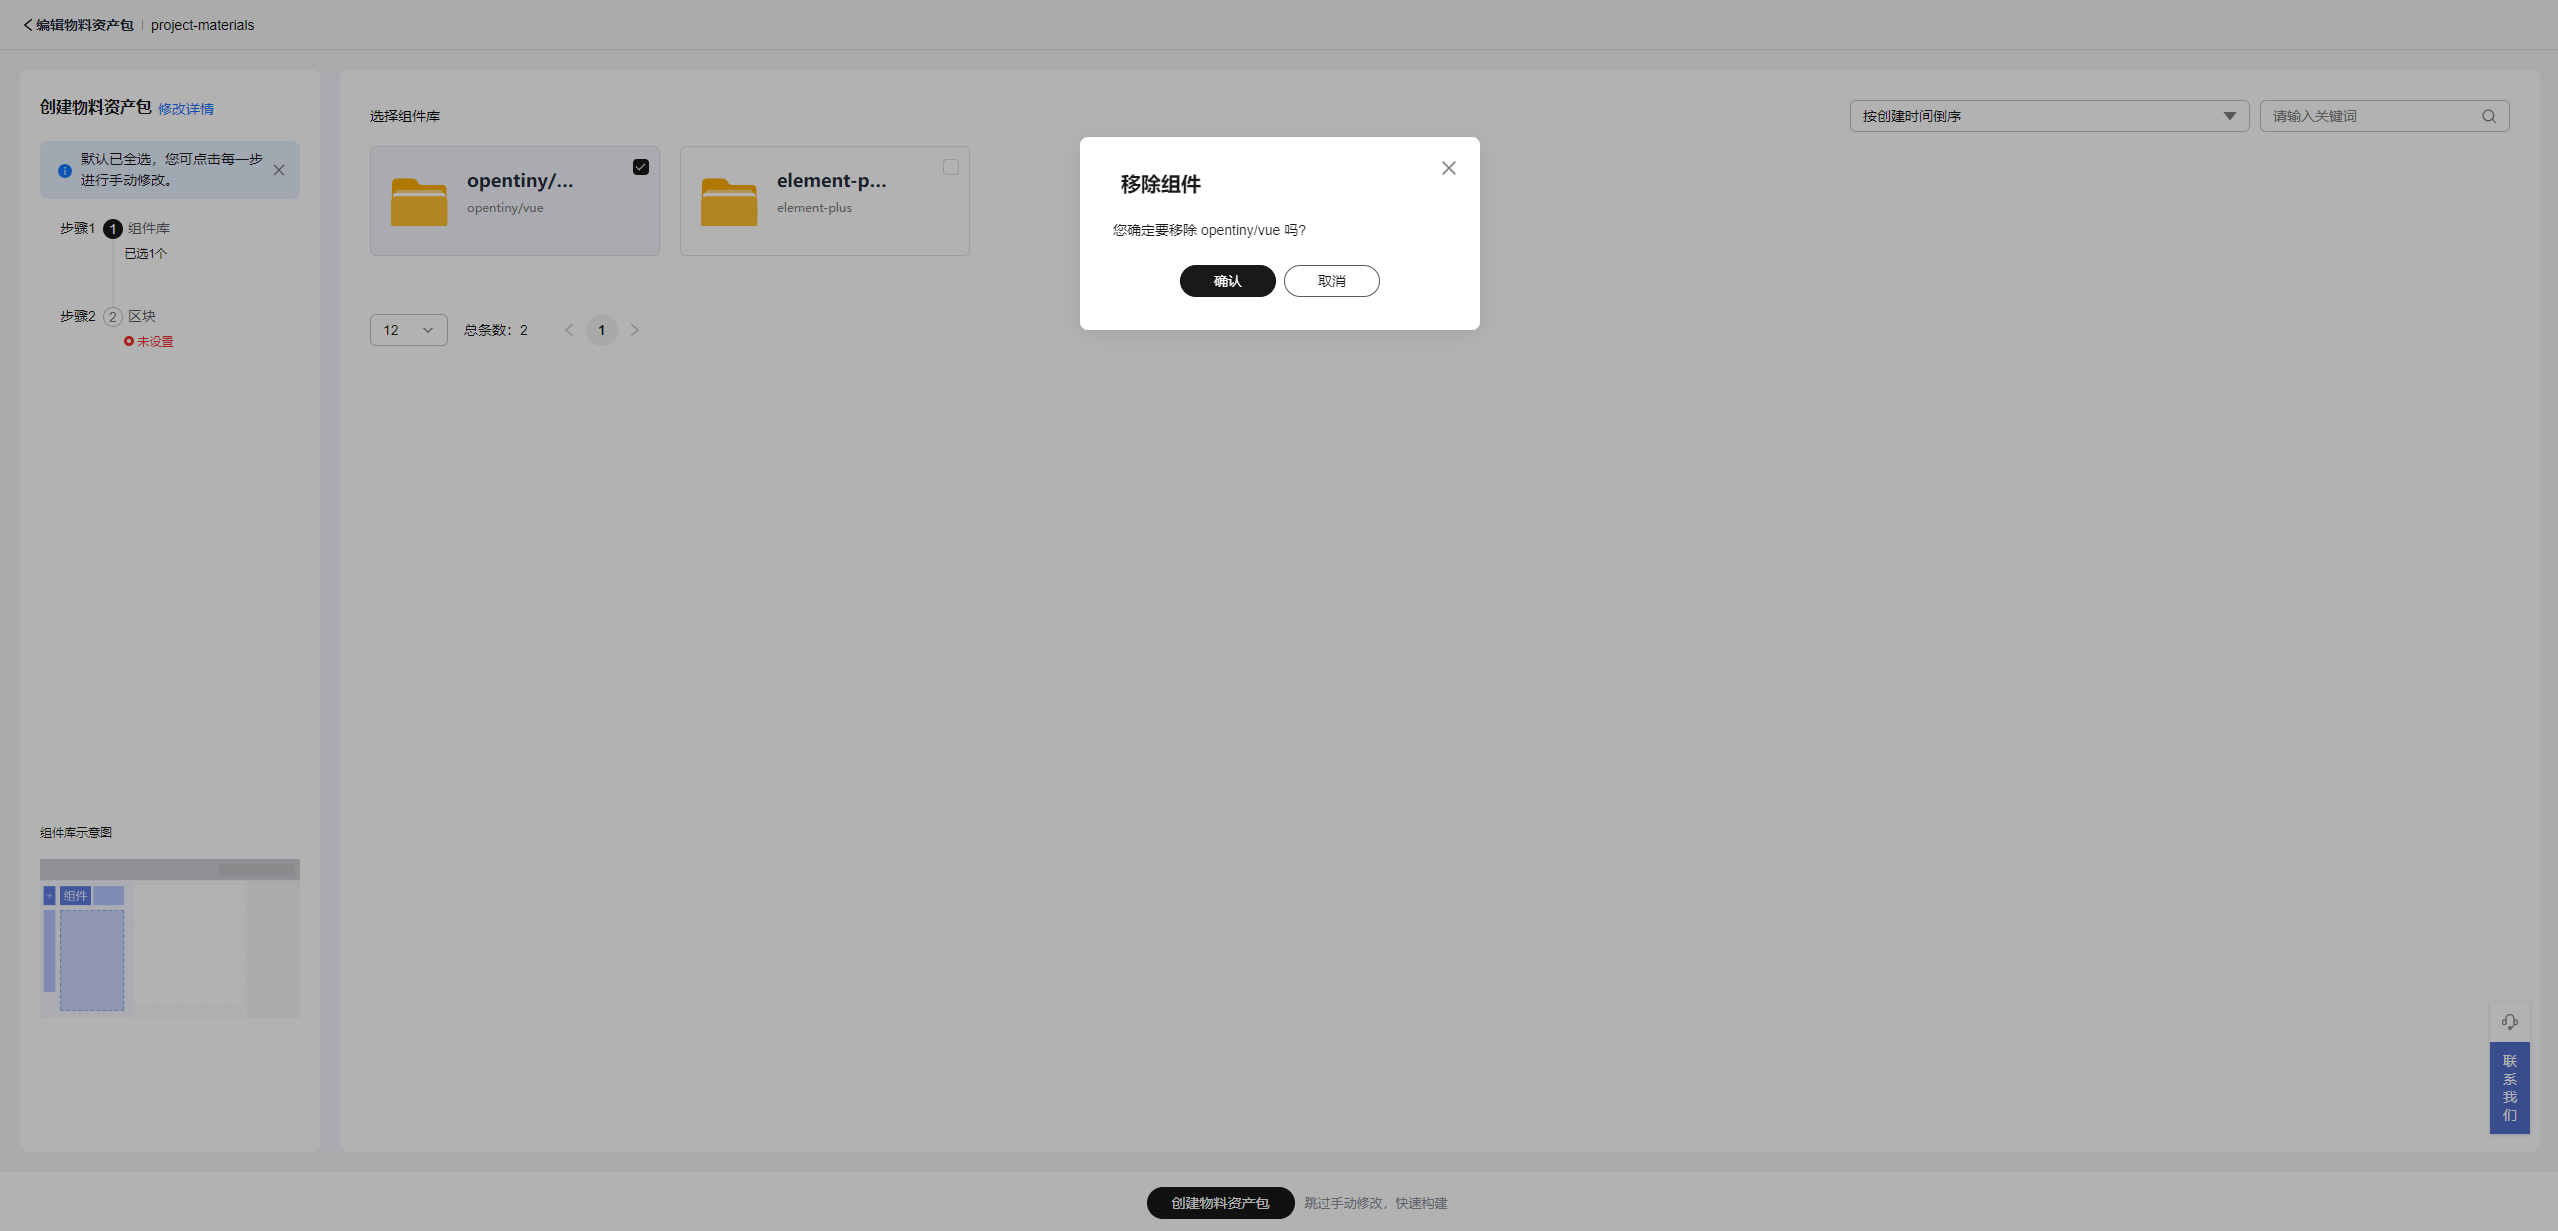 编辑物料资产包 project-materials
创建物料资产包 修改详情
默认已全选，您可点击每一步
进行手动修改。
步骤1 1 组件库
已选1个
步骤2 2 区块
未设置
组件库示意图
+ 组件
选择组件库
按创建时间倒序
请输入关键词
opentiny/...
opentiny/vue
element-p...
element-plus
12 总条数：2 1
移除组件
您确定要移除 opentiny/vue 吗?
确认 取消
联
系
我
们
创建物料资产包 跳过手动修改，快速构建